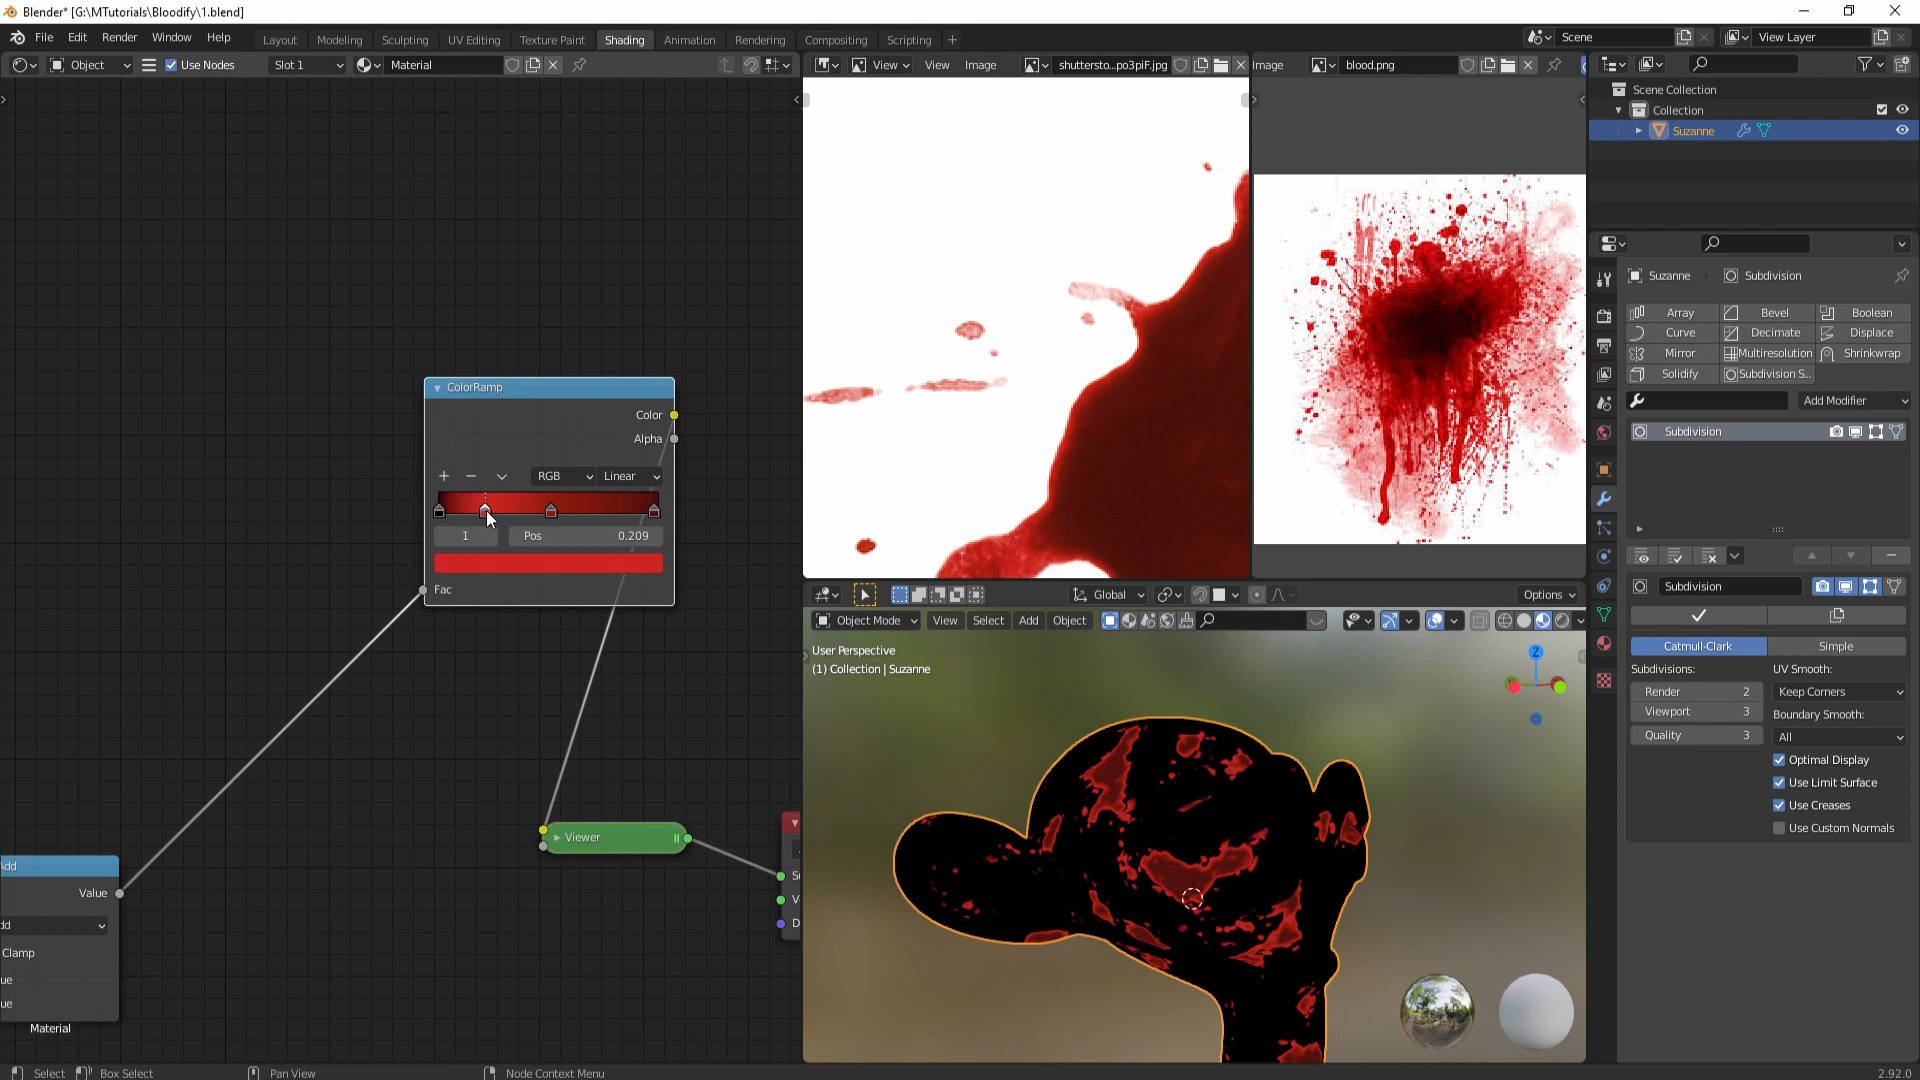 Blender* [G:\MTutorials\Bloodify\1.blend]
File Edit Render Window Help
Layout Modeling Sculpting UV Editing Texture Paint Shading Animation Rendering Compositing Scripting +
Scene
View Layer
Object Use Nodes Slot 1 Material
View View Image shuttersto...po3piF.jpg
Image blood.png
Scene Collection
Collection
Suzanne
Suzanne Subdivision
Array Bevel Boolean
Curve Decimate Displace
Mirror Multiresolution Shrinkwrap
Solidify Subdivision S...
Add Modifier
Subdivision
Subdivision
Catmull-Clark Simple
Subdivisions: UV Smooth:
Render 2 Keep Corners
Viewport 3 Boundary Smooth:
Quality 3 All
Optimal Display
Use Limit Surface
Use Creases
Use Custom Normals
ColorRamp
Color
Alpha
RGB Linear
1 Pos 0.209
Fac
Viewer
Value
Clamp
Material
Global Options
Object Mode View Select Add Object
User Perspective
(1) Collection | Suzanne
Z
Select Box Select Pan View Node Context Menu 2.92.0